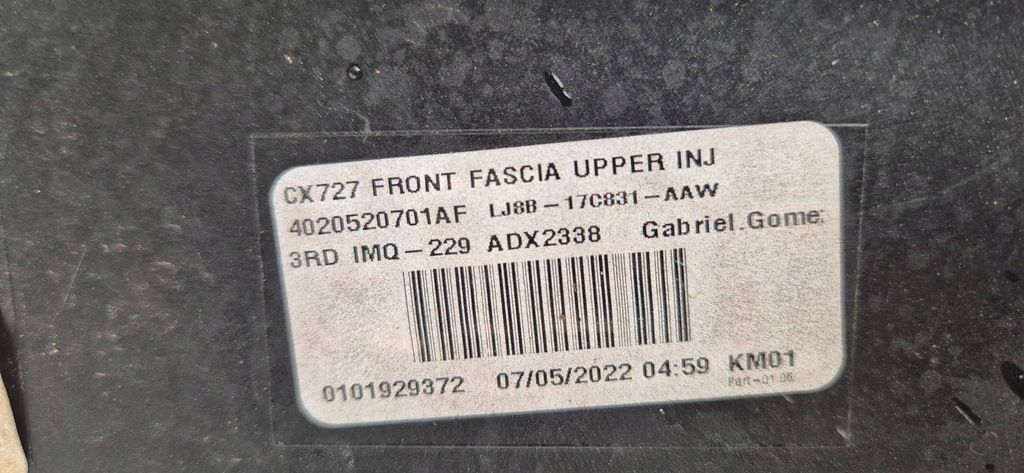 CX727 FRONT FASCIA UPPER INJ
4020520701AF LJ8B-17C831-AAW
3RD IMQ-229 ADX2338 Gabriel.Gome
0101929372 07/05/2022 04:59 KM01
Part-01.06